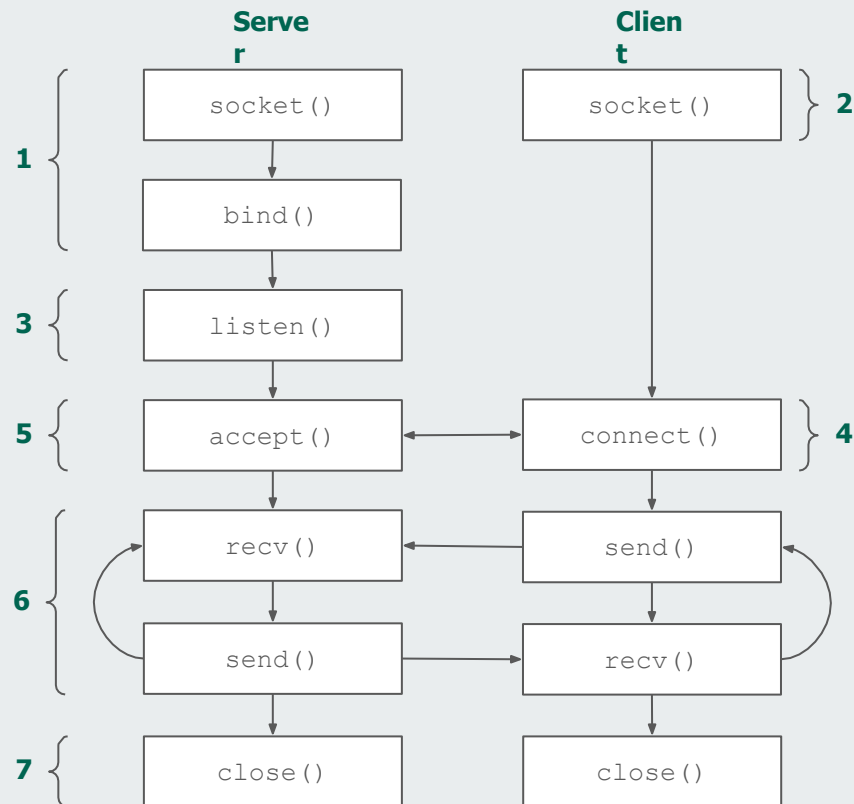 Serve
r
Clien
t
socket()
socket()
2
1
bind()
3
listen()
5
accept()
connect()
4
recv()
send()
6
send()
recv()
7
close()
close()